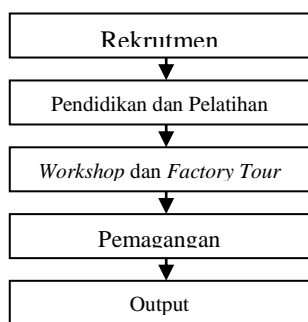 Rekrutmen
Pendidikan dan Pelatihan
Workshop dan Factory Tour
Pemagangan
Output